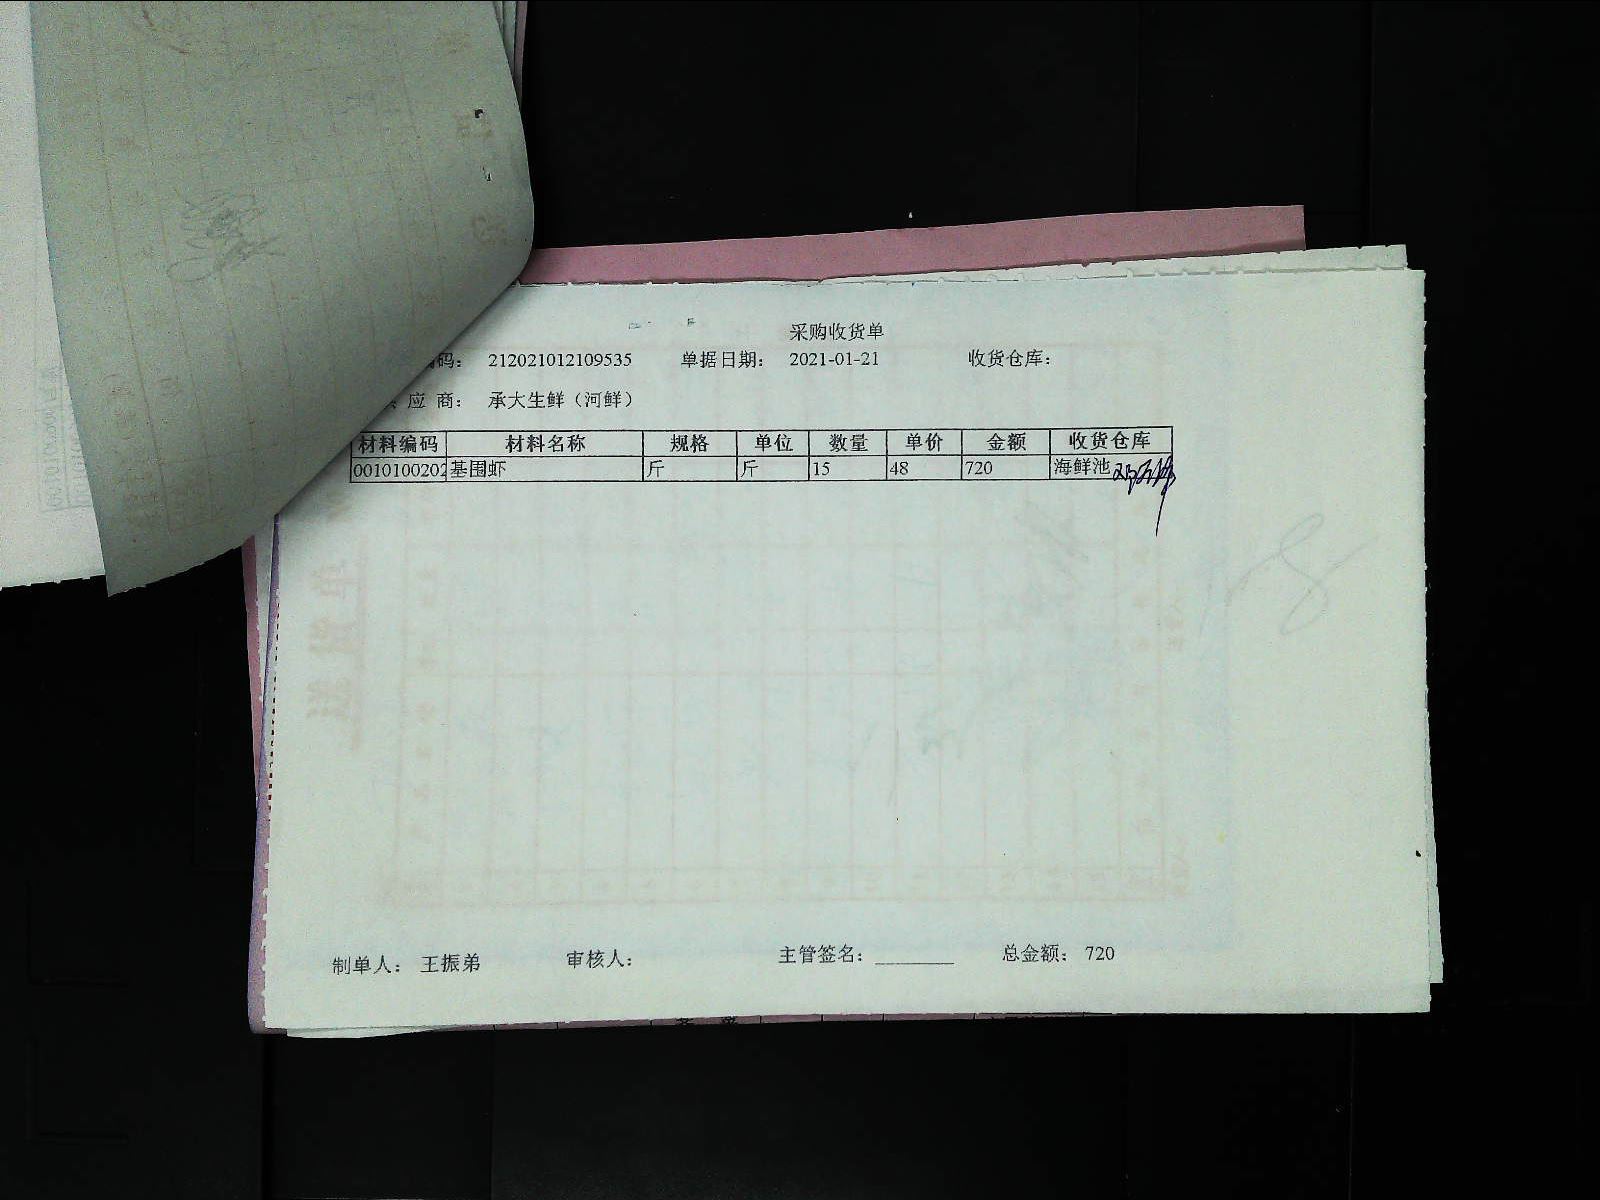 采购收货单
编码： 212021012109535 单据日期： 2021-01-21 收货仓库：
供 应 商： 承大生鲜（河鲜）
材料编码 材料名称 规格 单位 数量 单价 金额 收货仓库
0010100202 基围虾 斤 斤 15 48 720 海鲜池
制单人： 王振弟 审核人： 主管签名： ________ 总金额： 720